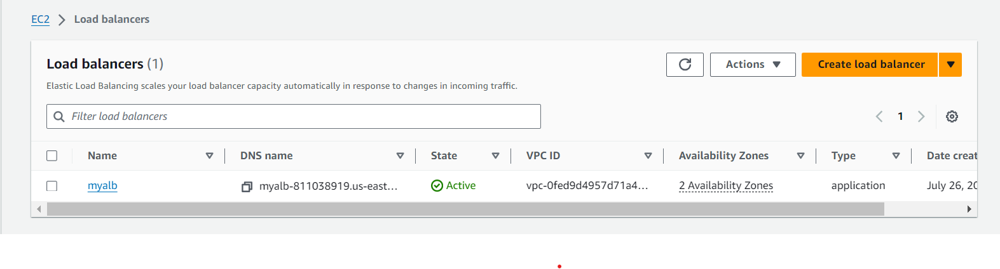 EC2 > Load balancers
Load balancers (1)
Actions
Create load balancer
Elastic Load Balancing scales your load balancer capacity automatically in response to changes in incoming traffic.
Filter load balancers
1
Name DNS name State VPC ID Availability Zones Type Date creat
myalb myalb-811038919.us-east... Active vpc-0fed9d4957d71a4... 2 Availability Zones application July 26, 20